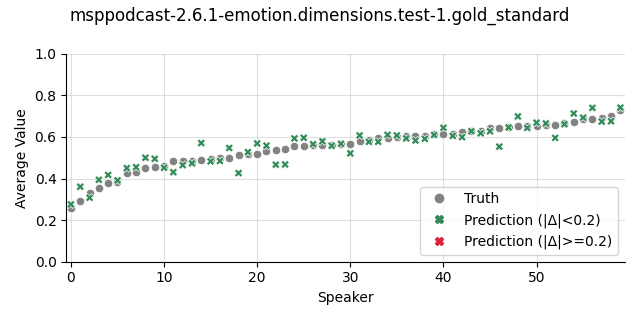 msppodcast-2.6.1-emotion.dimensions.test-1.gold_standard
1.0
0.8
0.6
0.4
0.2
0.0
Average Value
Truth
Prediction (|Δ|<0.2)
Prediction (|Δ|>=0.2)
0 10 20 30 40 50
Speaker